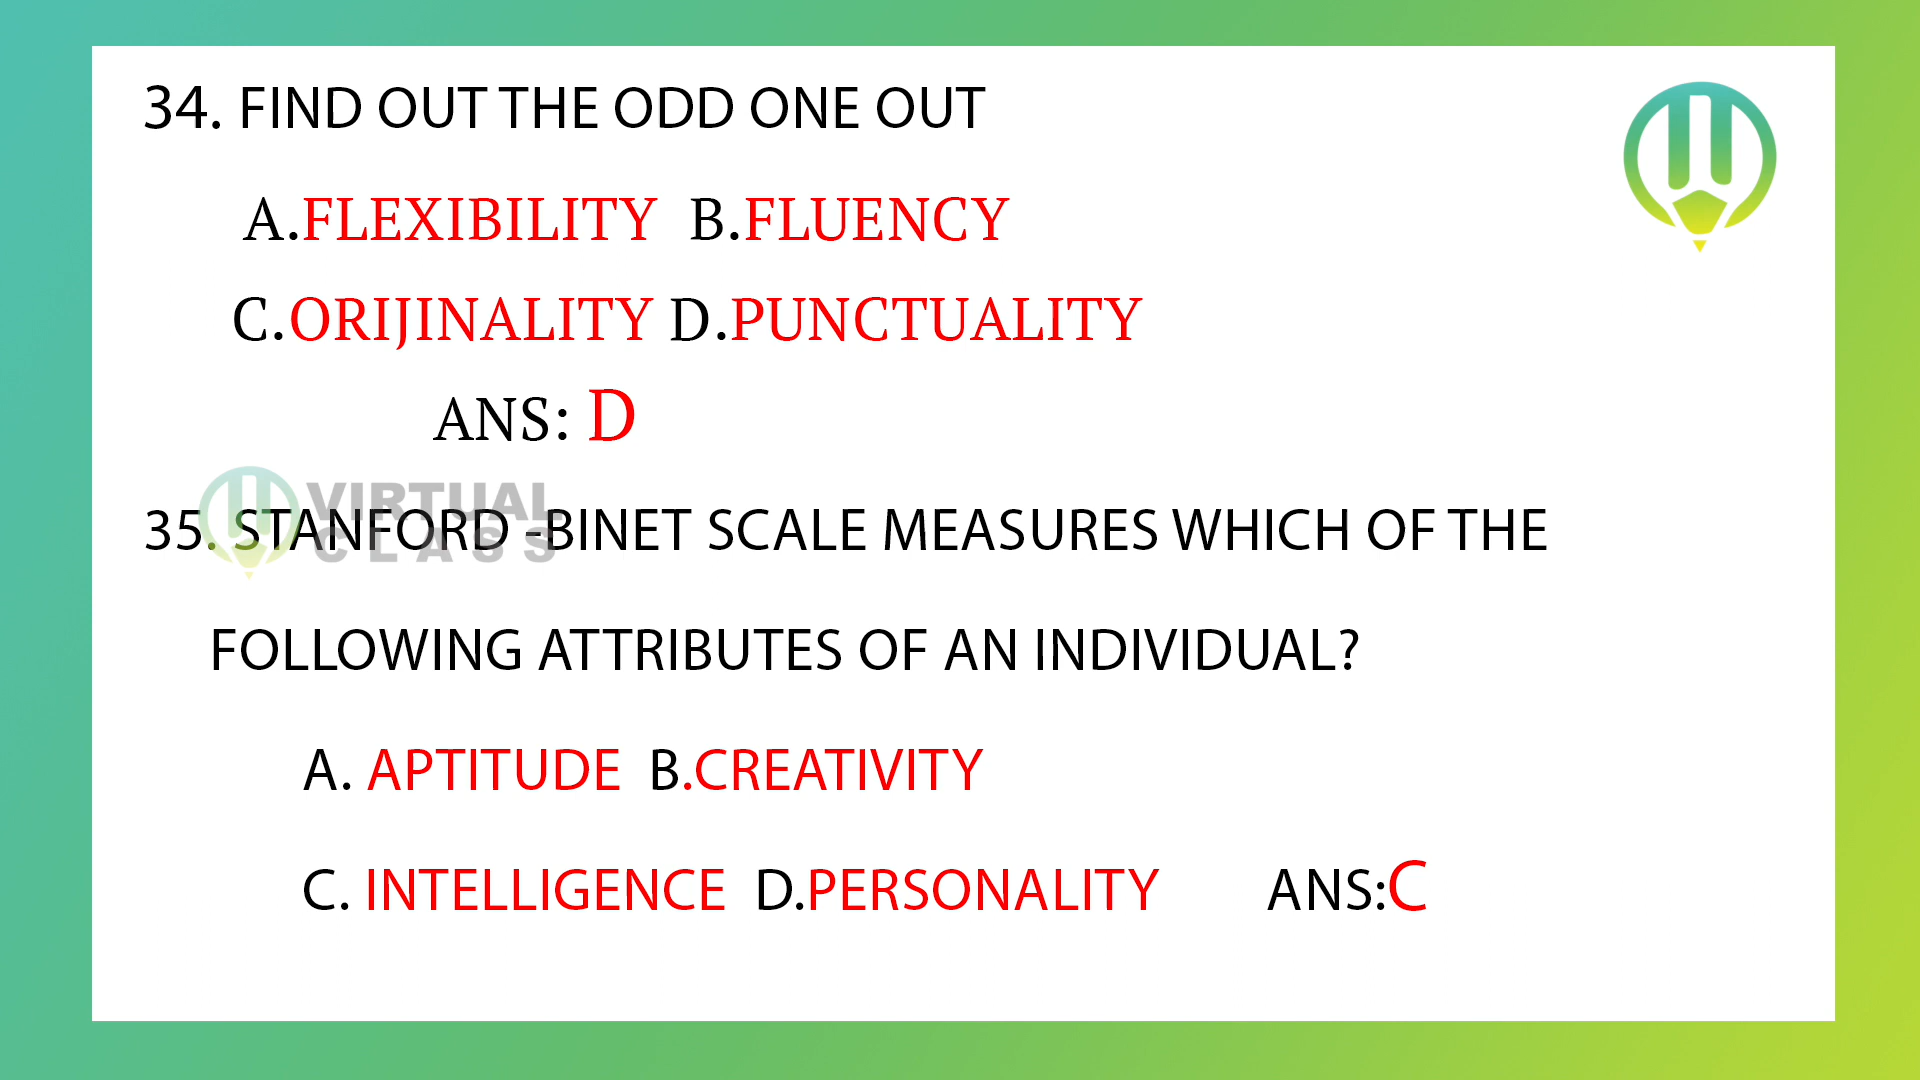 34. FIND OUT THE ODD ONE OUT
A.FLEXIBILITY B.FLUENCY
C.ORIJINALITY D.PUNCTUALITY
ANS: D
VIRTUAL
CLASS
35. STANFORD -BINET SCALE MEASURES WHICH OF THE
FOLLOWING ATTRIBUTES OF AN INDIVIDUAL?
A. APTITUDE B.CREATIVITY
C. INTELLIGENCE D.PERSONALITY ANS:C